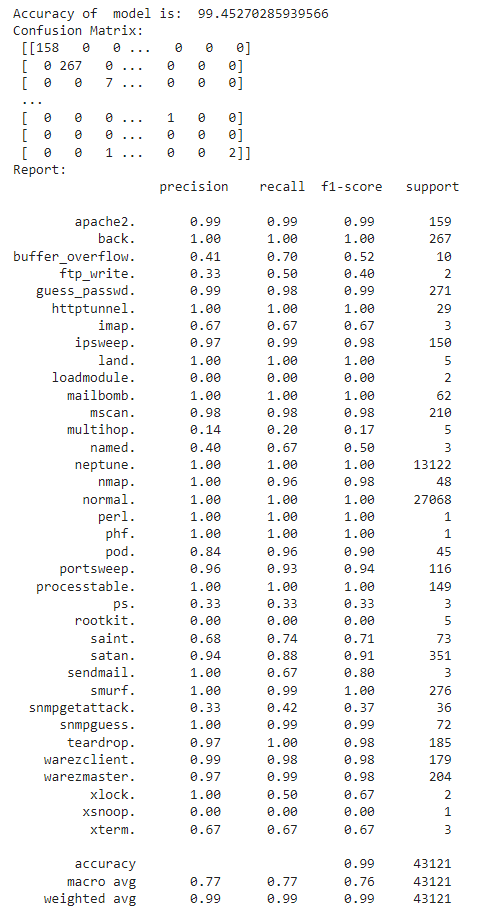 Accuracy of  model is:  99.45270285939566
Confusion Matrix:
 [[158   0   0 ...   0   0   0]
 [  0 267   0 ...   0   0   0]
 [  0   0   7 ...   0   0   0]
 ...
 [  0   0   0 ...   1   0   0]
 [  0   0   0 ...   0   0   0]
 [  0   0   1 ...   0   0   2]]
Report:
                  precision    recall  f1-score   support

        apache2.       0.99      0.99      0.99       159
           back.       1.00      1.00      1.00       267
buffer_overflow.       0.41      0.70      0.52        10
      ftp_write.       0.33      0.50      0.40         2
   guess_passwd.       0.99      0.98      0.99       271
     httptunnel.       1.00      1.00      1.00        29
           imap.       0.67      0.67      0.67         3
        ipsweep.       0.97      0.99      0.98       150
           land.       1.00      1.00      1.00         5
     loadmodule.       0.00      0.00      0.00         2
       mailbomb.       1.00      1.00      1.00        62
          mscan.       0.98      0.98      0.98       210
       multihop.       0.14      0.20      0.17         5
          named.       0.40      0.67      0.50         3
        neptune.       1.00      1.00      1.00     13122
           nmap.       1.00      0.96      0.98        48
         normal.       1.00      1.00      1.00     27068
           perl.       1.00      1.00      1.00         1
            phf.       1.00      1.00      1.00         1
            pod.       0.84      0.96      0.90        45
      portsweep.       0.96      0.93      0.94       116
   processtable.       1.00      1.00      1.00       149
             ps.       0.33      0.33      0.33         3
        rootkit.       0.00      0.00      0.00         5
          saint.       0.68      0.74      0.71        73
          satan.       0.94      0.88      0.91       351
       sendmail.       1.00      0.67      0.80         3
          smurf.       1.00      0.99      1.00       276
  snmpgetattack.       0.33      0.42      0.37        36
      snmpguess.       1.00      0.99      0.99        72
       teardrop.       0.97      1.00      0.98       185
    warezclient.       0.99      0.98      0.98       179
    warezmaster.       0.97      0.99      0.98       204
          xlock.       1.00      0.50      0.67         2
         xsnoop.       0.00      0.00      0.00         1
          xterm.       0.67      0.67      0.67         3

        accuracy                           0.99     43121
       macro avg       0.77      0.77      0.76     43121
    weighted avg       0.99      0.99      0.99     43121